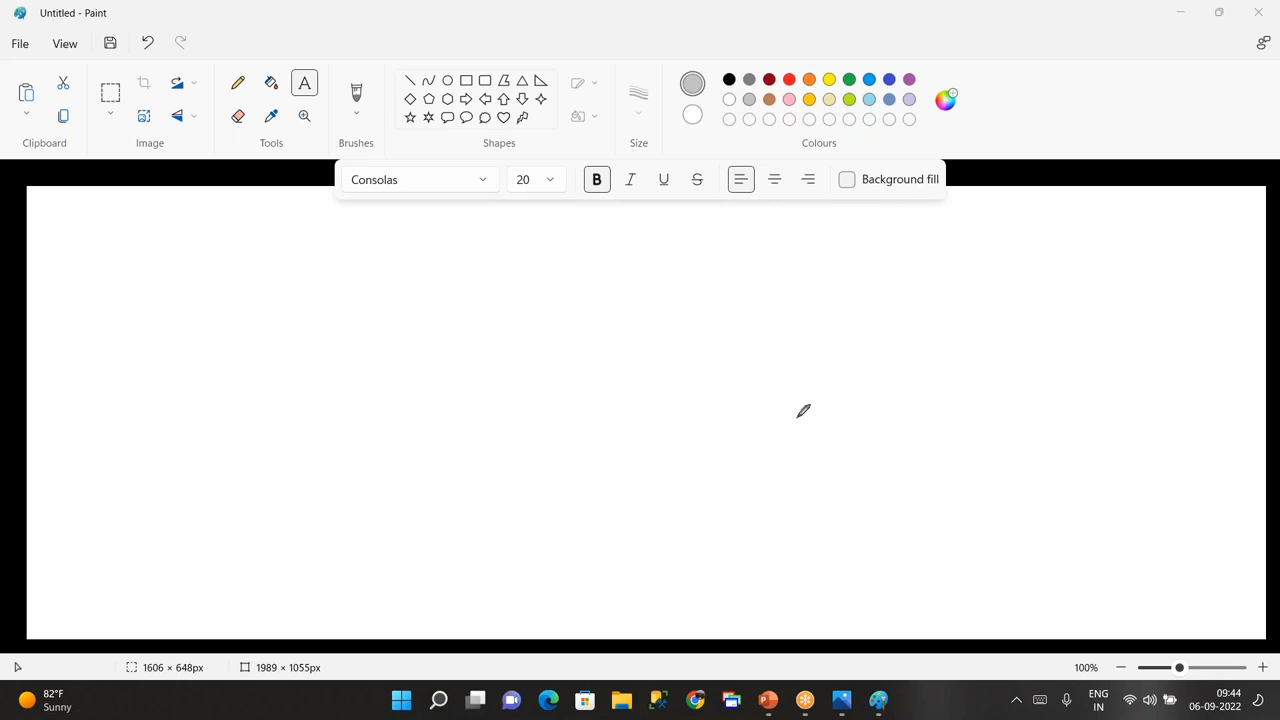 Untitled - Paint
File View
Clipboard Image Tools Brushes Shapes Size Colours
Consolas 20 B I U S Background fill
1606 × 648px 1989 × 1055px 100%
82°F
Sunny
ENG
IN
09:44
06-09-2022